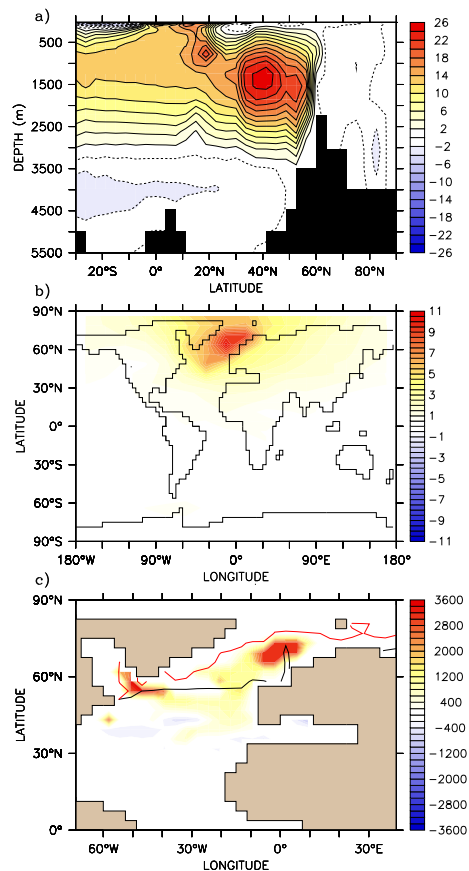 a)
500
1500
2500
3500
4500
5500
DEPTH (m)
20°S 0° 20°N 40°N 60°N 80°N
LATITUDE
26
22
18
14
10
6
2
-2
-6
-10
-14
-18
-22
-26
b)
90°N
60°N
30°N
0°
30°S
60°S
90°S
LATITUDE
180°W 90°W 0° 90°E 180°
LONGITUDE
11
9
7
5
3
1
-1
-3
-5
-7
-9
-11
c)
90°N
60°N
30°N
0°
LATITUDE
60°W 30°W 0° 30°E
LONGITUDE
3600
2800
2000
1200
400
-400
-1200
-2000
-2800
-3600